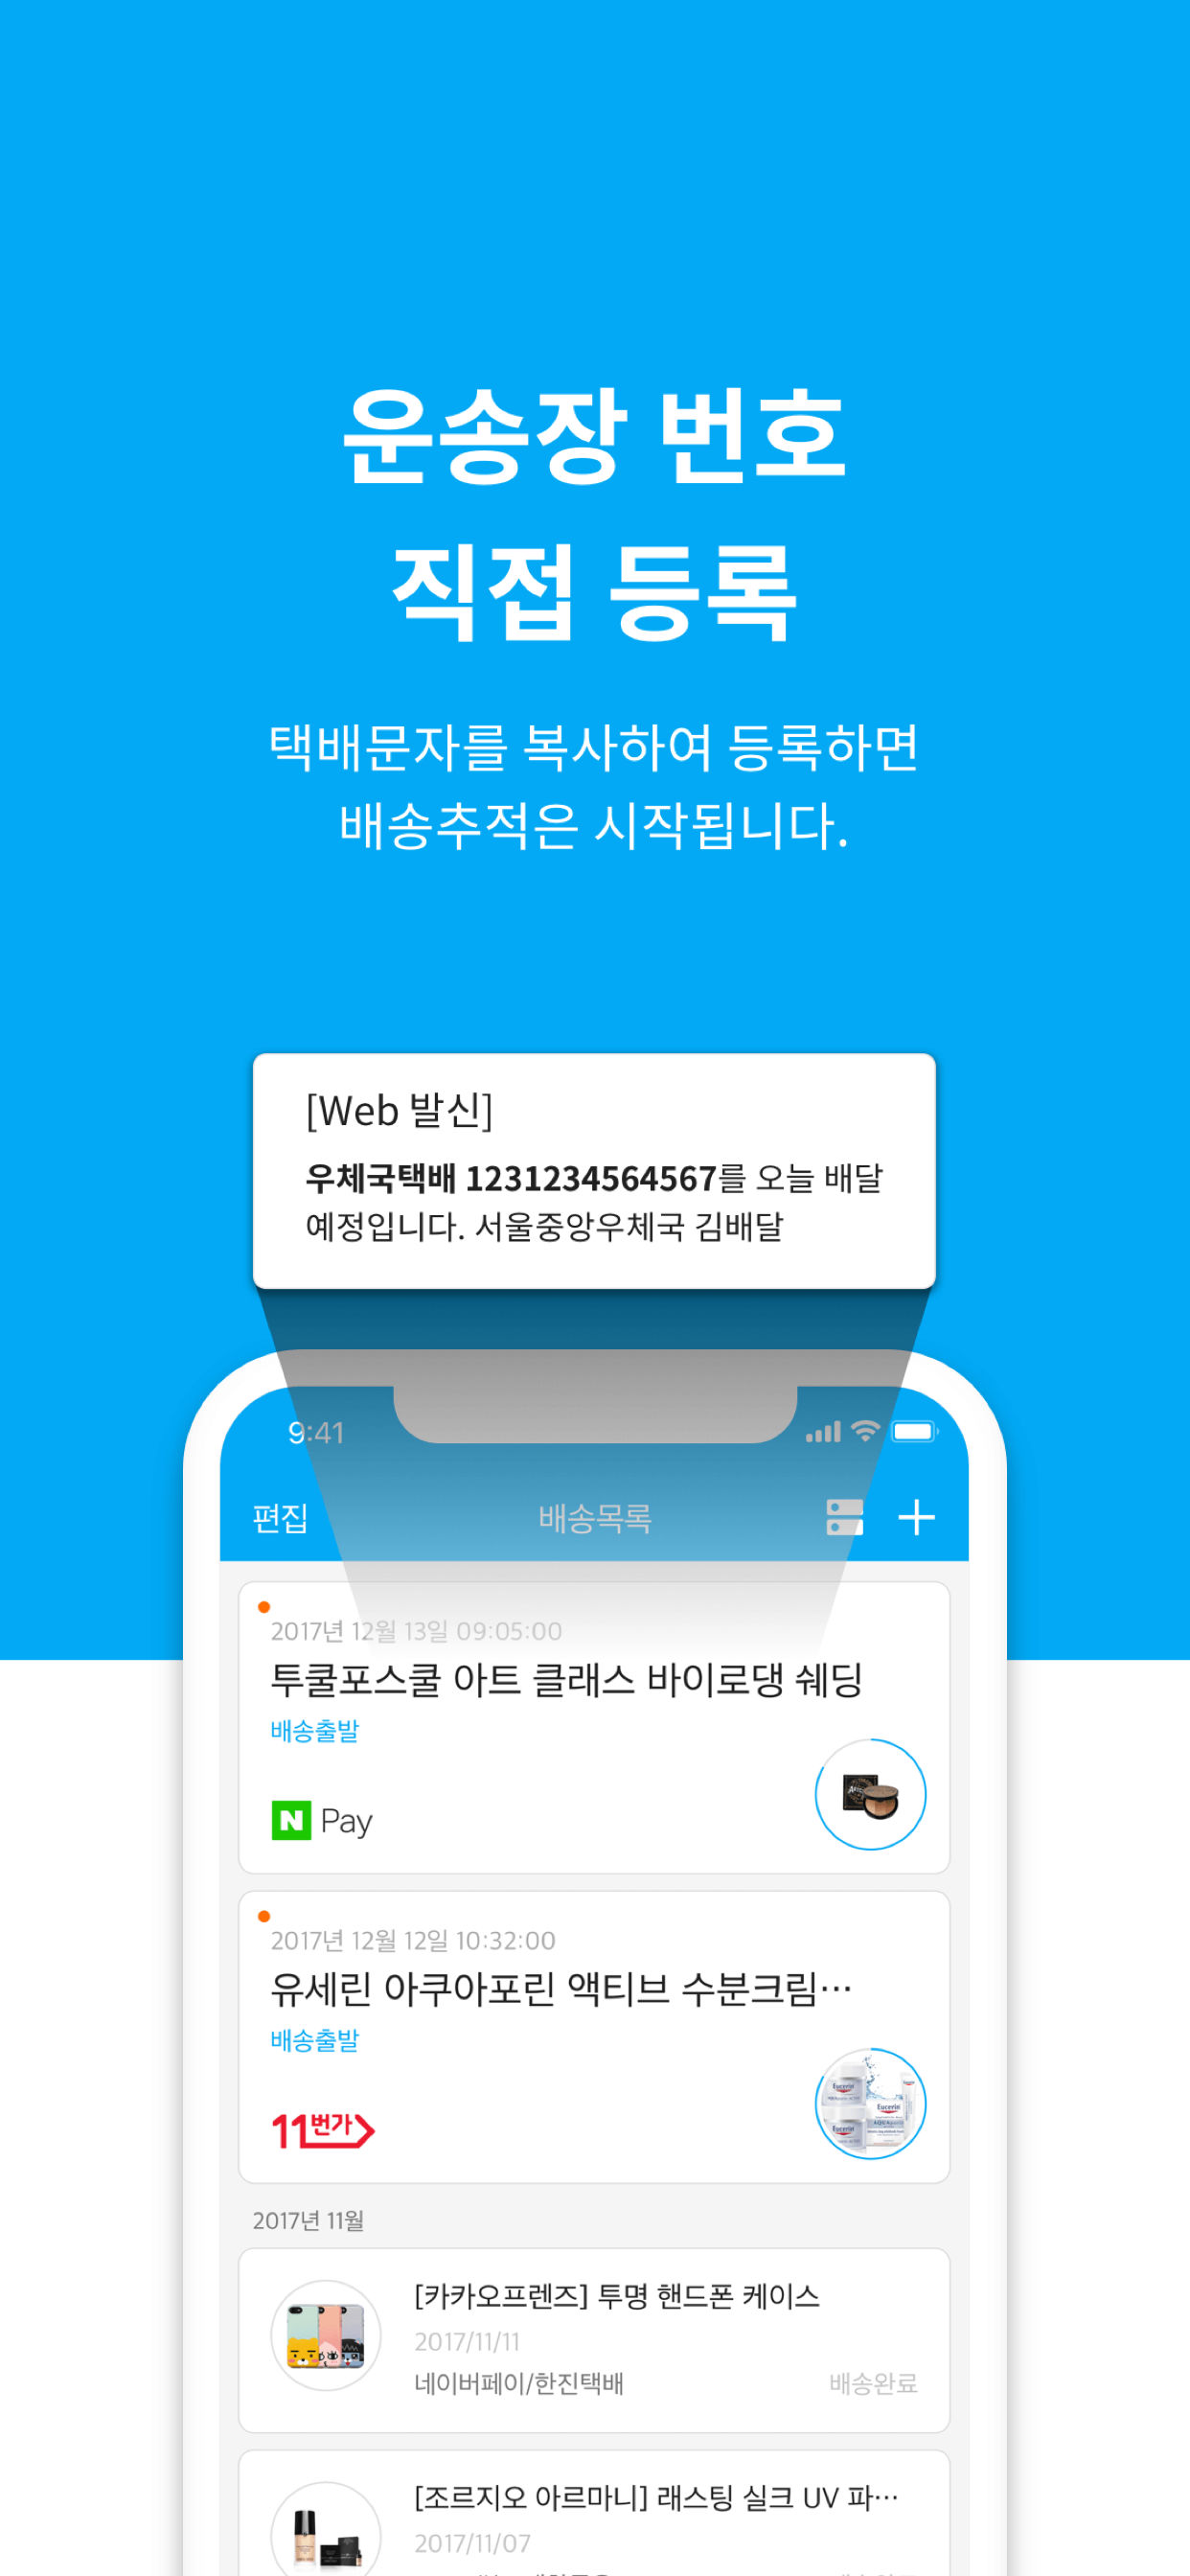 운송장 번호
직접 등록
택배문자를 복사하여 등록하면
배송추적은 시작됩니다.
[Web 발신]
우체국택배 1231234564567를 오늘 배달
예정입니다. 서울중앙우체국 김배달
9:41
편집 배송목록
2017년 12월 13일 09:05:00
투쿨포스쿨 아트 클래스 바이로댕 쉐딩
배송출발
N Pay
2017년 12월 12일 10:32:00
유세린 아쿠아포린 액티브 수분크림…
배송출발
Eucerin
Eucerin
Eucerin
11번가
2017년 11월
[카카오프렌즈] 투명 핸드폰 케이스
2017/11/11
네이버페이/한진택배 배송완료
[조르지오 아르마니] 래스팅 실크 UV 파…
2017/11/07